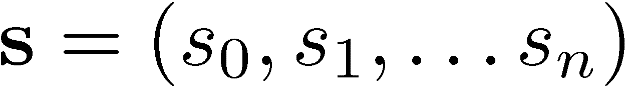 s = (s₀, s₁, … sₙ)